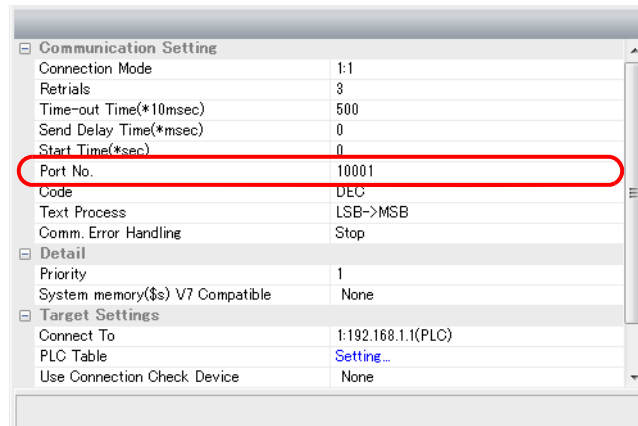 Communication Setting
Connection Mode 1:1
Retrials 3
Time-out Time(*10msec) 500
Send Delay Time(*msec) 0
Start Time(*sec) 0
Port No. 10001
Code DEC
Text Process LSB->MSB
Comm. Error Handling Stop
Detail
Priority 1
System memory($s) V7 Compatible None
Target Settings
Connect To 1:192.168.1.1(PLC)
PLC Table Setting...
Use Connection Check Device None